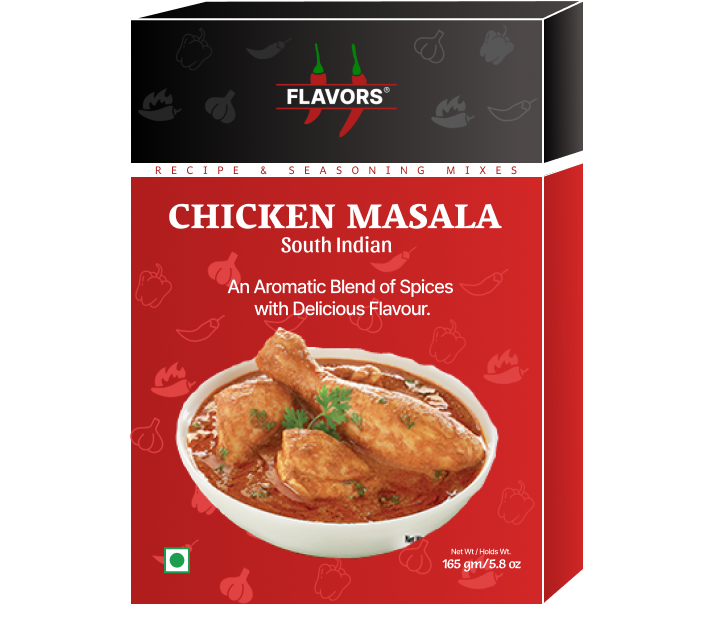 FLAVORS®
RECIPE & SEASONING MIXES
CHICKEN MASALA
South Indian
An Aromatic Blend of Spices
with Delicious Flavour.
Net Wt / Holds Wt.
165 gm/5.8 oz